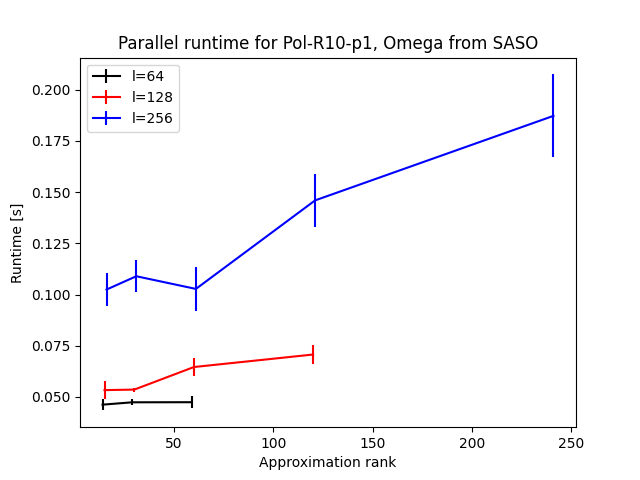 Parallel runtime for Pol-R10-p1, Omega from SASO
l=64
l=128
l=256
0.200
0.175
0.150
0.125
0.100
0.075
0.050
Runtime [s]
50
100
150
200
250
Approximation rank